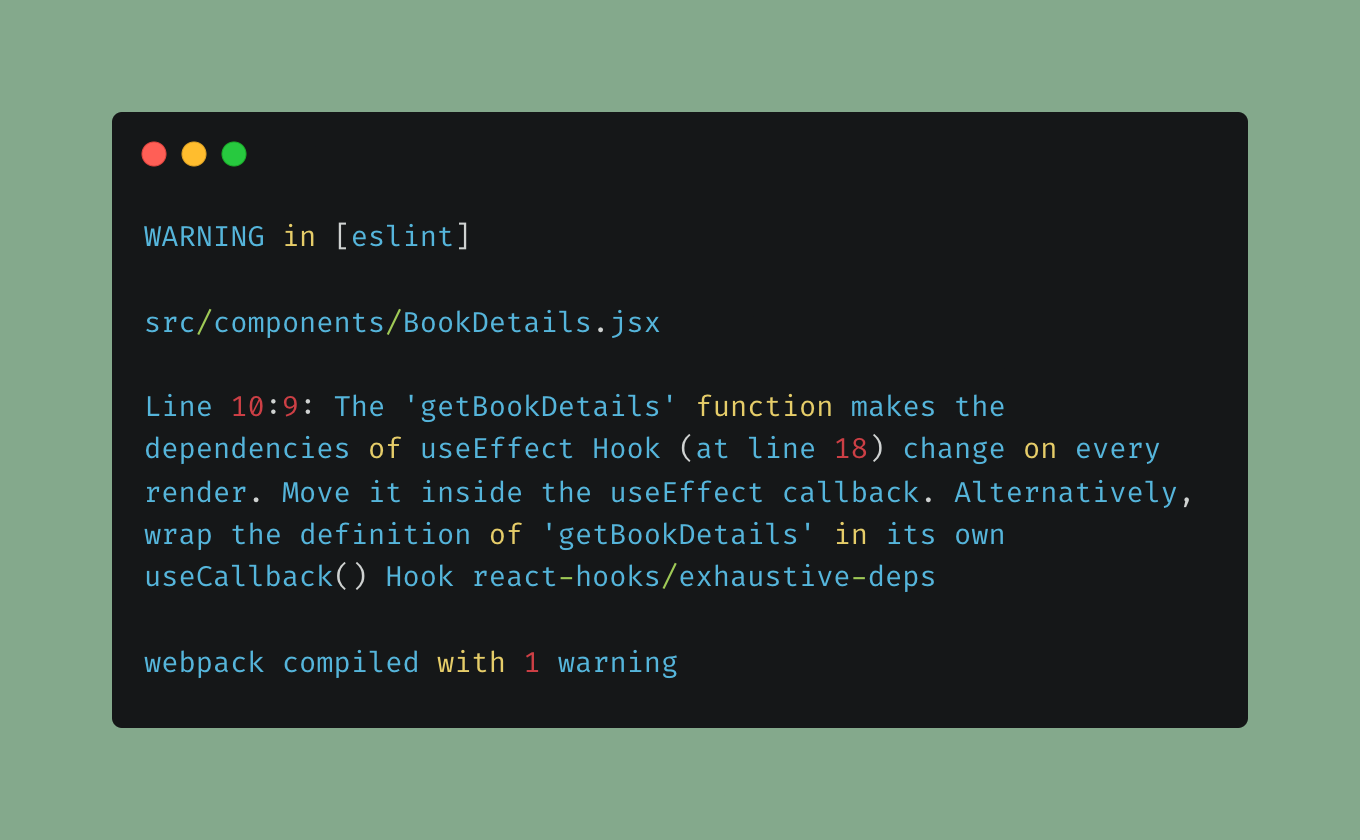 WARNING in [eslint]
src/components/BookDetails.jsx
Line 10:9: The 'getBookDetails' function makes the
dependencies of useEffect Hook (at line 18) change on every
render. Move it inside the useEffect callback. Alternatively,
wrap the definition of 'getBookDetails' in its own
useCallback() Hook react-hooks/exhaustive-deps
webpack compiled with 1 warning